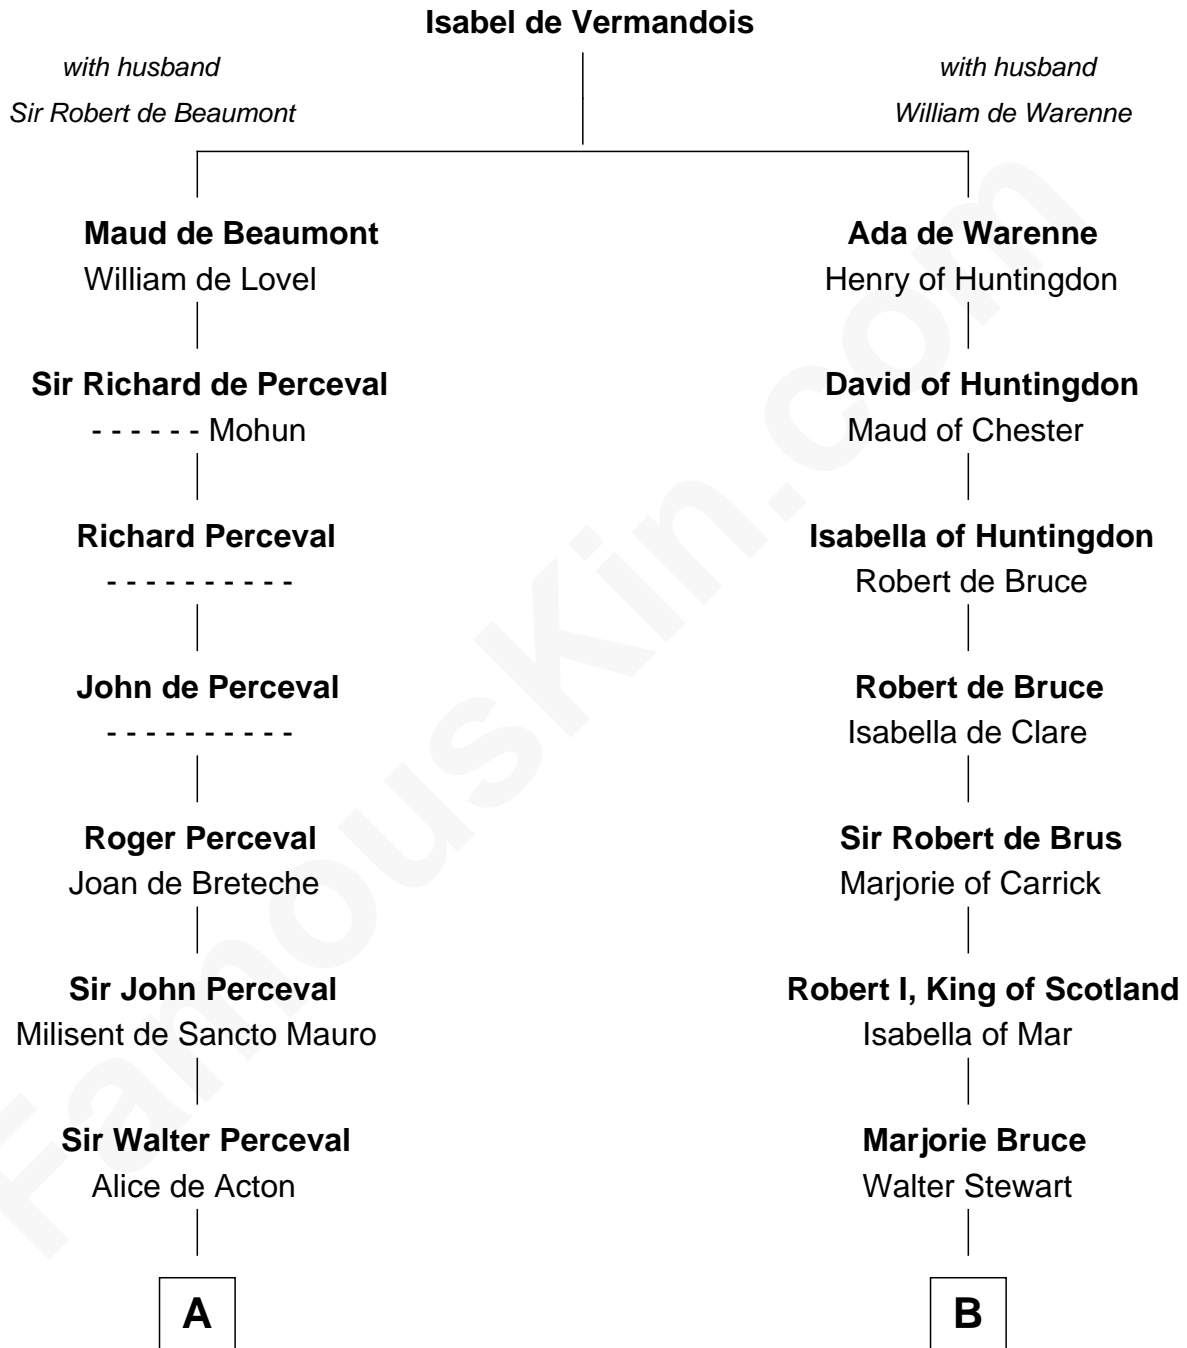 Isabel de Vermandois
with husband
Sir Robert de Beaumont
with husband
William de Warenne
Maud de Beaumont
William de Lovel
Ada de Warenne
Henry of Huntingdon
Sir Richard de Perceval
- - - - - - Mohun
David of Huntingdon
Maud of Chester
Richard Perceval
- - - - - - - - - -
Isabella of Huntingdon
Robert de Bruce
John de Perceval
- - - - - - - - - -
Robert de Bruce
Isabella de Clare
Roger Perceval
Joan de Breteche
Sir Robert de Brus
Marjorie of Carrick
Sir John Perceval
Milisent de Sancto Mauro
Robert I, King of Scotland
Isabella of Mar
Sir Walter Perceval
Alice de Acton
Marjorie Bruce
Walter Stewart
A
B
FamousKin.com